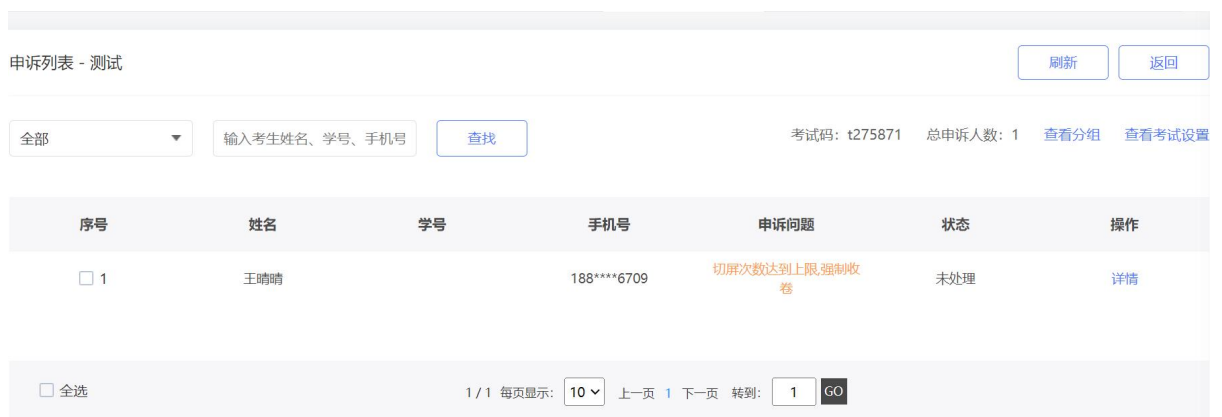 申诉列表 - 测试 刷新 返回
全部 输入考生姓名、学号、手机号 查找 考试码：t275871 总申诉人数：1 查看分组 查看考试设置
序号 姓名 学号 手机号 申诉问题 状态 操作
1 王晴晴 188****6709 切屏次数达到上限,强制收 未处理 详情
卷
全选 1 / 1 每页显示： 10 上一页 1 下一页 转到： 1 GO